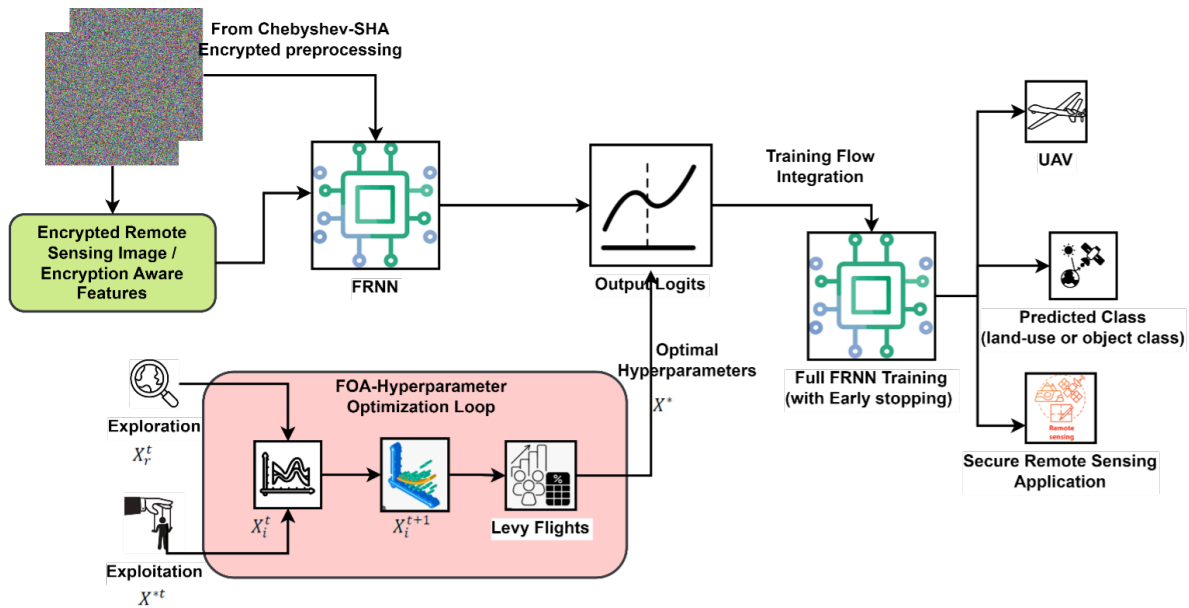 From Chebyshev-SHA
Encrypted preprocessing
Encrypted Remote
Sensing Image /
Encryption Aware
Features
FRNN
Output Logits
Training Flow
Integration
UAV
Predicted Class
(land-use or object class)
Full FRNN Training
(with Early stopping)
Remote
sensing
Secure Remote Sensing
Application
Optimal
Hyperparameters
X*
FOA-Hyperparameter
Optimization Loop
Exploration
X_r^t
X_i^t
X_i^{t+1}
%
Levy Flights
Exploitation
X^{*t}